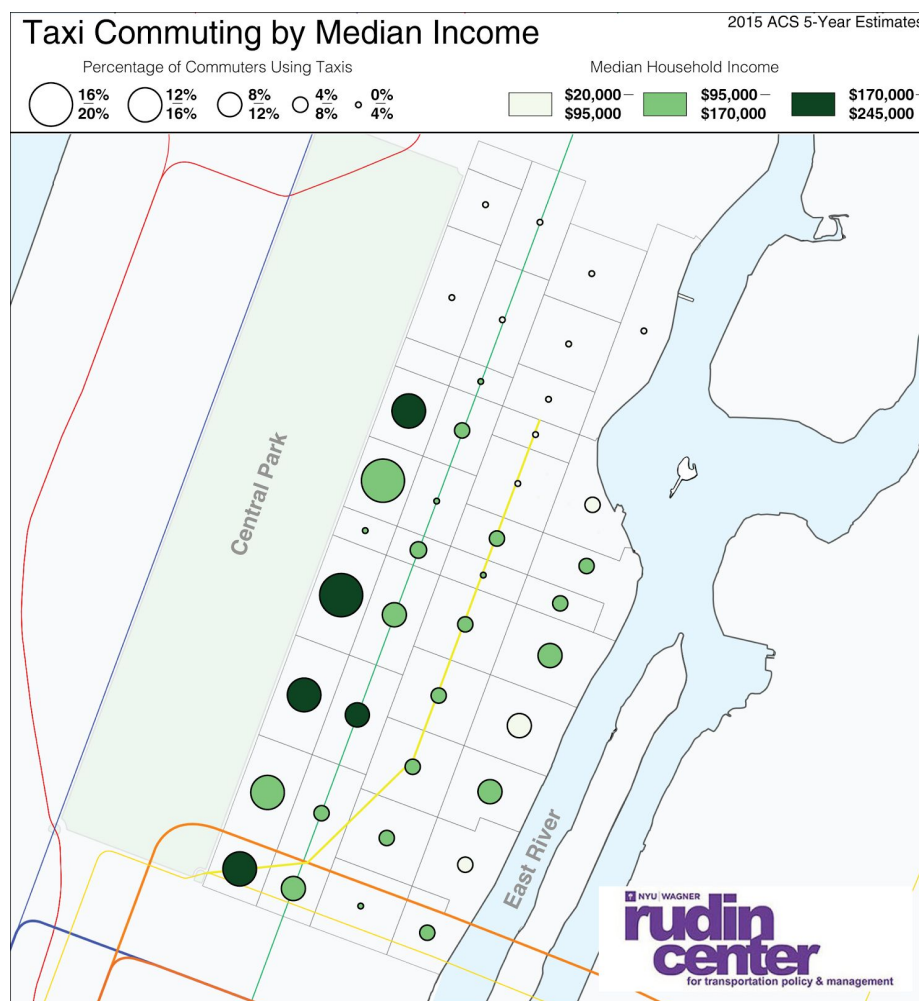 Taxi Commuting by Median Income
2015 ACS 5-Year Estimates
Percentage of Commuters Using Taxis
16%
20%
12%
16%
8%
12%
4%
8%
0%
4%
Median Household Income
$20,000 –
$95,000
$95,000 –
$170,000
$170,000 –
$245,000
Central Park
East River
NYU | WAGNER
rudin
center
for transportation policy & management